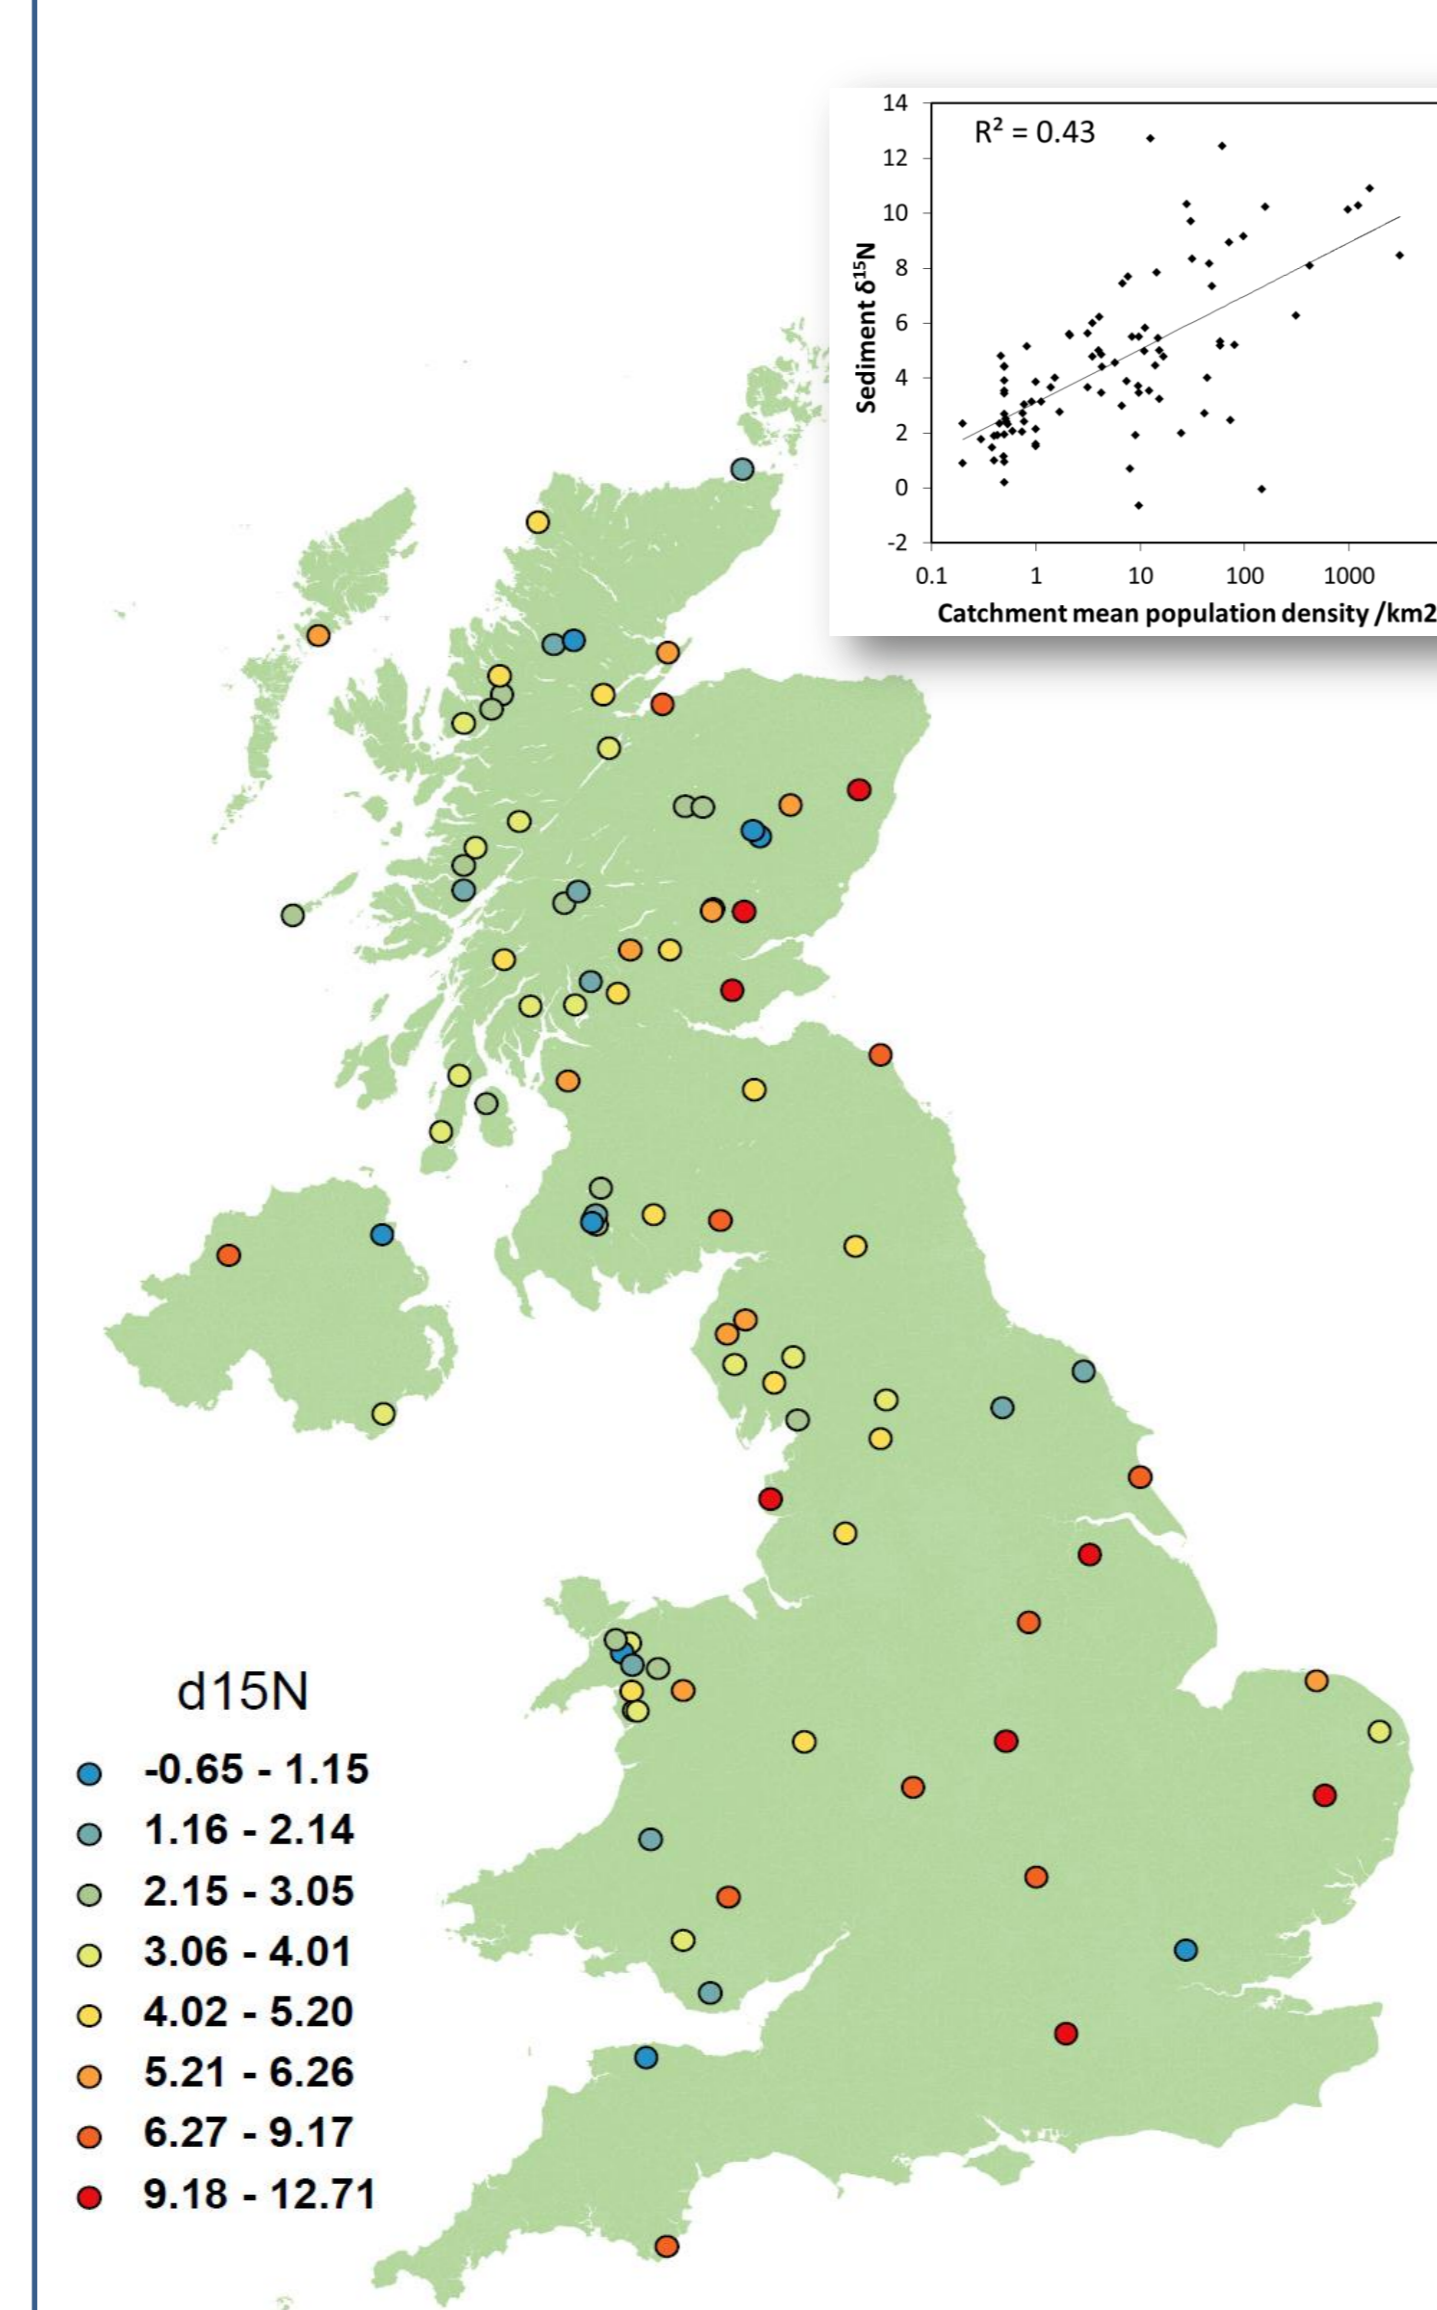 14
R² = 0.43
12
10
8
6
4
2
0
-2
Sediment δ¹⁵N
0.1 1 10 100 1000
Catchment mean population density /km2
d15N
-0.65 - 1.15
1.16 - 2.14
2.15 - 3.05
3.06 - 4.01
4.02 - 5.20
5.21 - 6.26
6.27 - 9.17
9.18 - 12.71